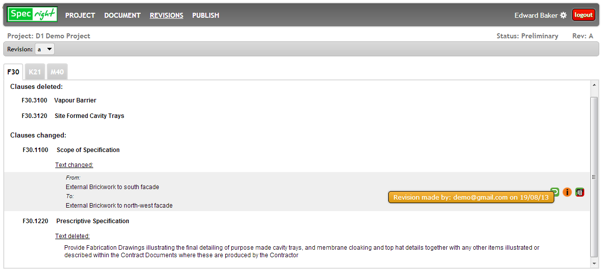 Spec right PROJECT DOCUMENT REVISIONS PUBLISH Edward Baker logout
Project: D1 Demo Project Status: Preliminary Rev: A
Revision: a
F30 K21 M40
Clauses deleted:
F30.3100 Vapour Barrier
F30.3120 Site Formed Cavity Trays
Clauses changed:
F30.1100 Scope of Specification
Text changed:
From:
External Brickwork to south facade
Revision made by: demo@gmail.com on 19/08/13
To:
External Brickwork to north-west facade
F30.1220 Prescriptive Specification
Text deleted:
Provide Fabrication Drawings illustrating the final detailing of purpose made cavity trays, and membrane cloaking and top hat details together with any other items illustrated or
described within the Contract Documents where these are produced by the Contractor